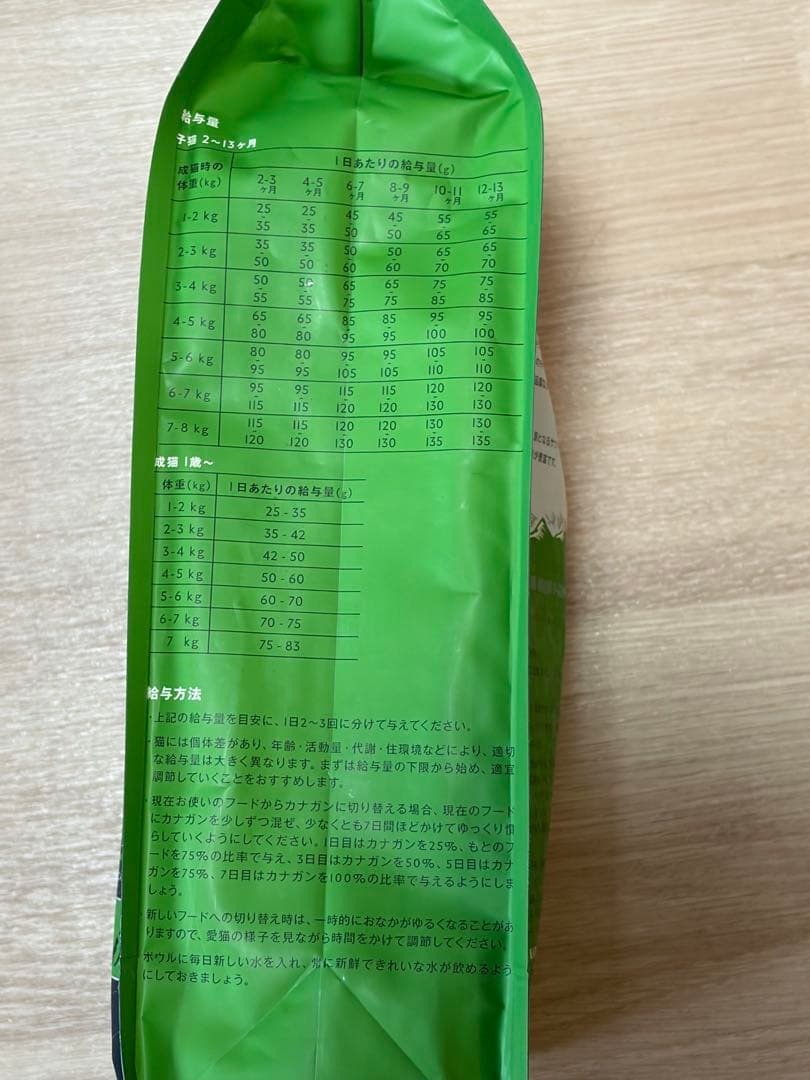 給与量
子猫 2〜13ヶ月
成猫時の体重(kg) 1日あたりの給与量(g)
2-3ヶ月 4-5ヶ月 6-7ヶ月 8-9ヶ月 10-11ヶ月 12-13ヶ月
1-2 kg 25-35 25-35 45-50 45-50 55-65 55-65
2-3 kg 35-50 35-50 50-60 50-60 65-70 65-70
3-4 kg 50-55 50-55 65-75 65-75 75-85 75-85
4-5 kg 65-80 65-80 85-95 85-95 95-100 95-100
5-6 kg 80-95 80-95 95-105 95-105 105-110 105-110
6-7 kg 95-115 95-115 115-120 115-120 120-130 120-130
7-8 kg 115-120 115-120 120-130 120-130 130-135 130-135
成猫 1歳〜
体重(kg) 1日あたりの給与量(g)
1-2 kg 25 - 35
2-3 kg 35 - 42
3-4 kg 42 - 50
4-5 kg 50 - 60
5-6 kg 60 - 70
6-7 kg 70 - 75
7 kg 75 - 83
給与方法
・上記の給与量を目安に、1日2〜3回に分けて与えてください。
・猫には個体差があり、年齢・活動量・代謝・住環境などにより、適切
な給与量は大きく異なります。まずは給与量の下限から始め、適宜
調節していくことをおすすめします。
・現在お使いのフードからカナガンに切り替える場合、現在のフード
にカナガンを少しずつ混ぜ、少なくとも7日間ほどかけてゆっくり慣
らしていくようにしてください。1日目はカナガンを25%、もとのフ
ードを75%の比率で与え、3日目はカナガンを50%、5日目はカナ
ガンを75%、7日目はカナガンを100%の比率で与えるようにしま
しょう。
・新しいフードへの切り替え時は、一時的におなかがゆるくなることがあ
りますので、愛猫の様子を見ながら時間をかけて調節してください。
ボウルに毎日新しい水を入れ、常に新鮮できれいな水が飲めるよう
にしておきましょう。